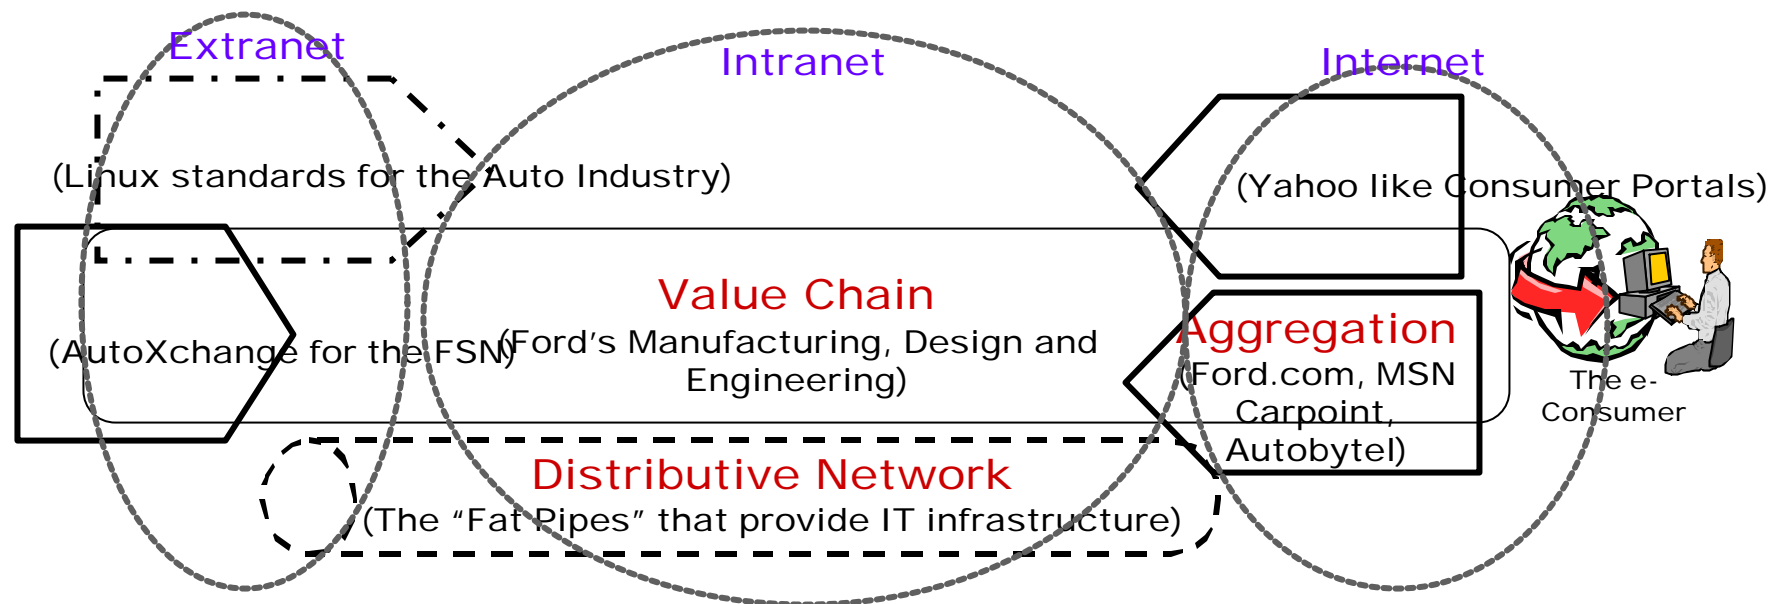 Extranet
Intranet
Internet
(Linux standards for the Auto Industry)
(Yahoo like Consumer Portals)
Value Chain
(Ford's Manufacturing, Design and
Engineering)
(AutoXchange for the FSN)
Aggregation
(Ford.com, MSN
Carpoint,
Autobytel)
The e-
Consumer
Distributive Network
(The “Fat Pipes” that provide IT infrastructure)